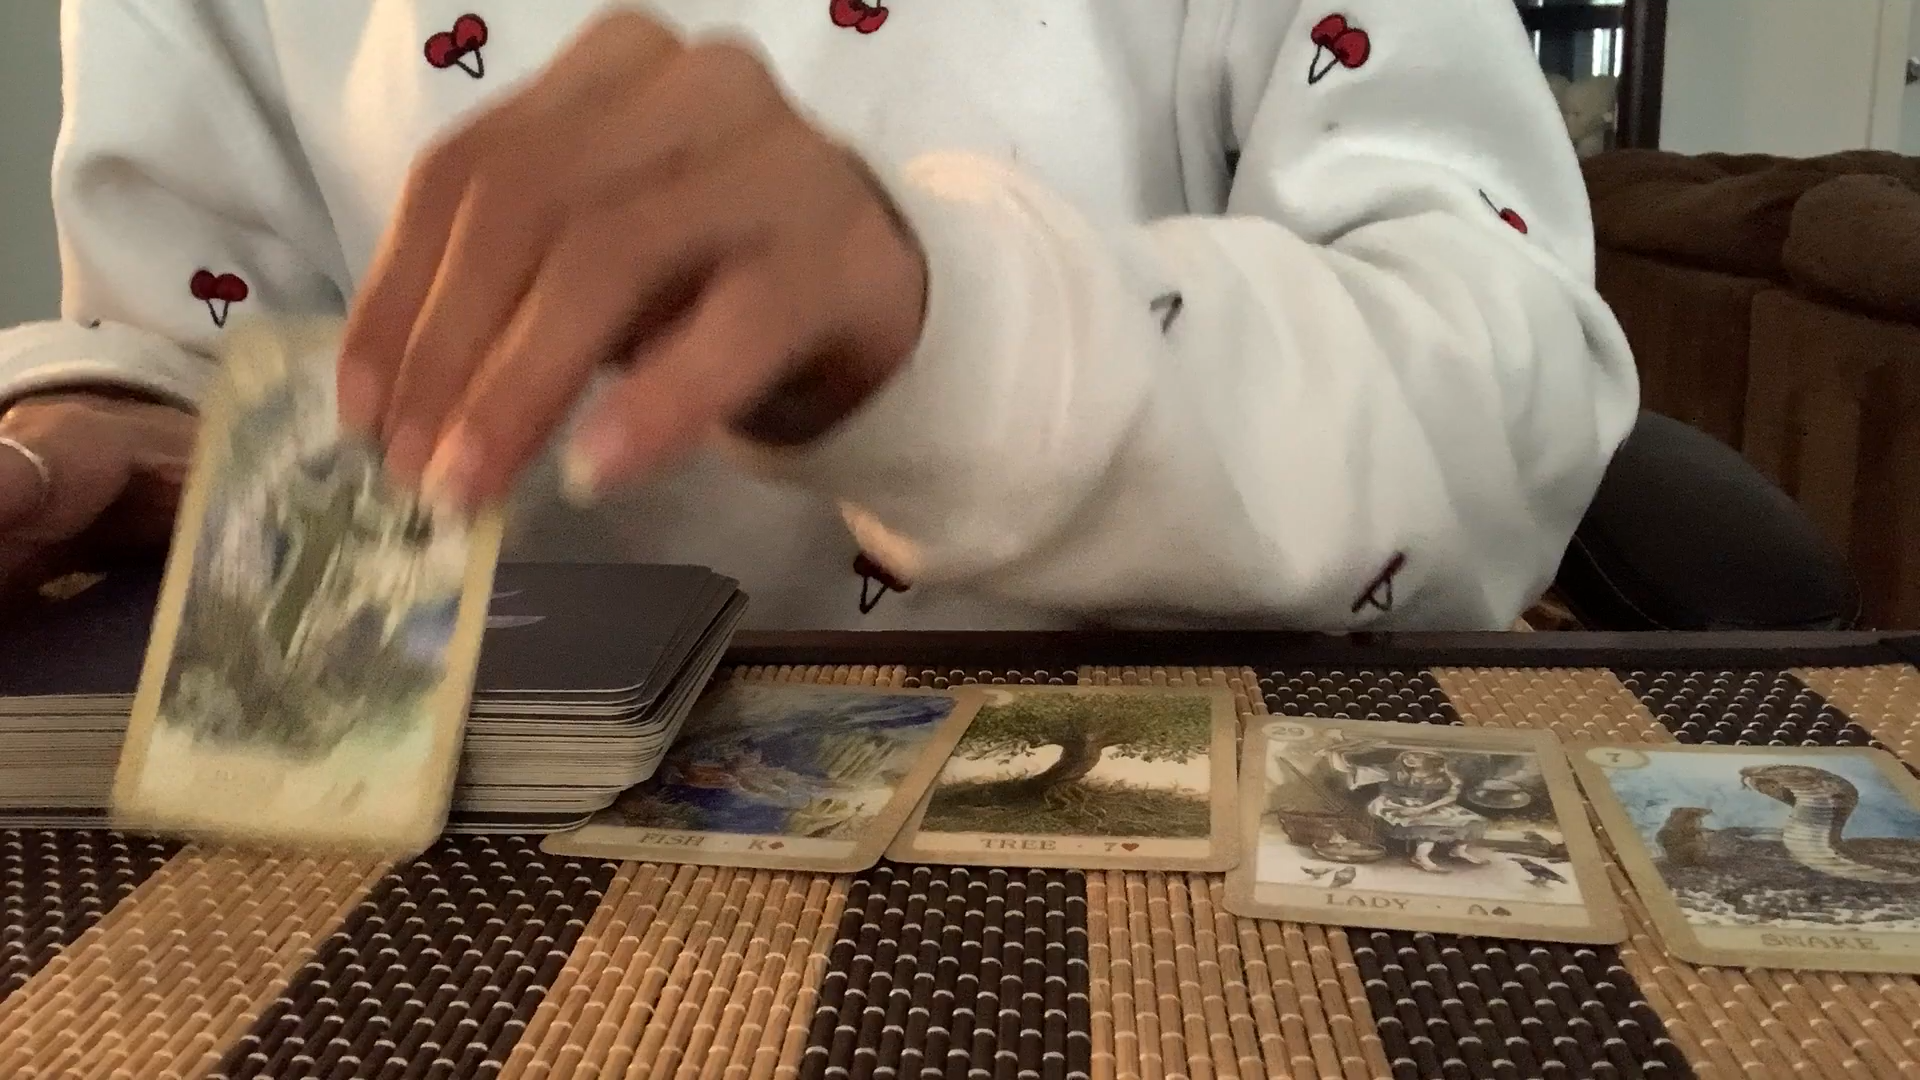 FISH · K♦
TREE · 7♥
29
LADY · A♠
7
SNAKE